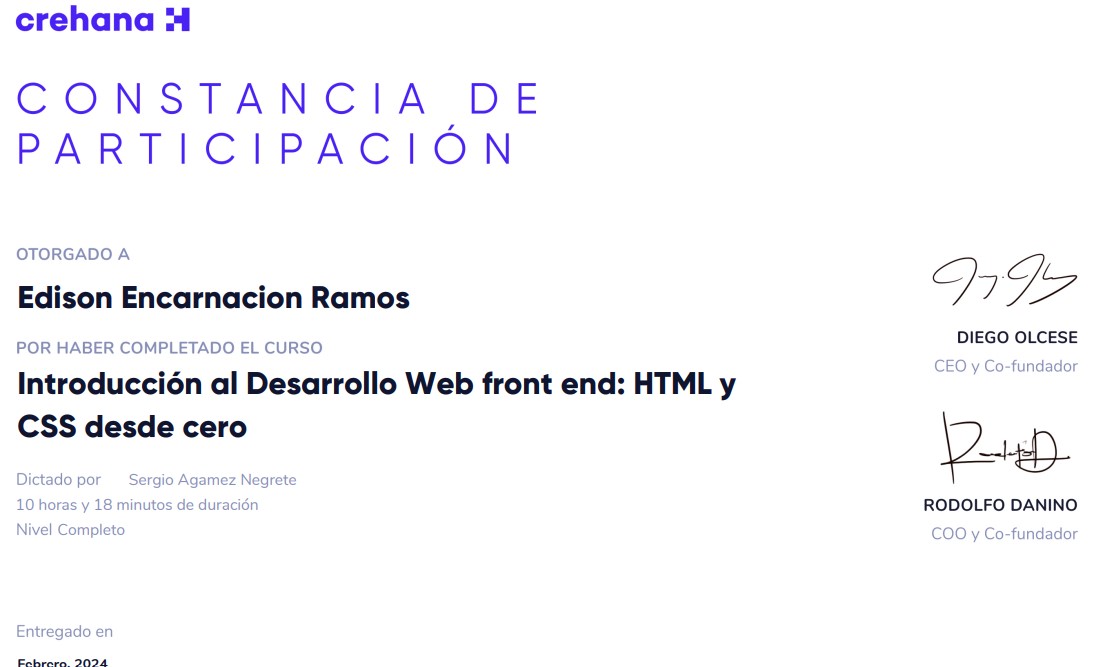 crehana
CONSTANCIA DE
PARTICIPACIÓN
OTORGADO A
Edison Encarnacion Ramos
POR HABER COMPLETADO EL CURSO
Introducción al Desarrollo Web front end: HTML y
CSS desde cero
Dictado por Sergio Agamez Negrete
10 horas y 18 minutos de duración
Nivel Completo
Entregado en
Febrero, 2024
DIEGO OLCESE
CEO y Co-fundador
RODOLFO DANINO
COO y Co-fundador